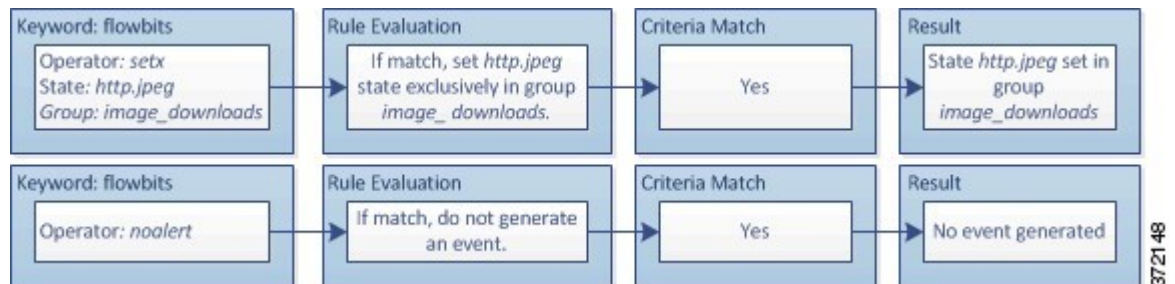 Keyword: flowbits
Operator: setx
State: http.jpeg
Group: image_ downloads
Rule Evaluation
If match, set http.jpeg
state exclusively in group
image_ downloads.
Criteria Match
Yes
Result
State http.jpeg set in
group
image_downloads
Keyword: flowbits
Operator: noalert
Rule Evaluation
If match, do not generate
an event.
Criteria Match
Yes
Result
No event generated
372148